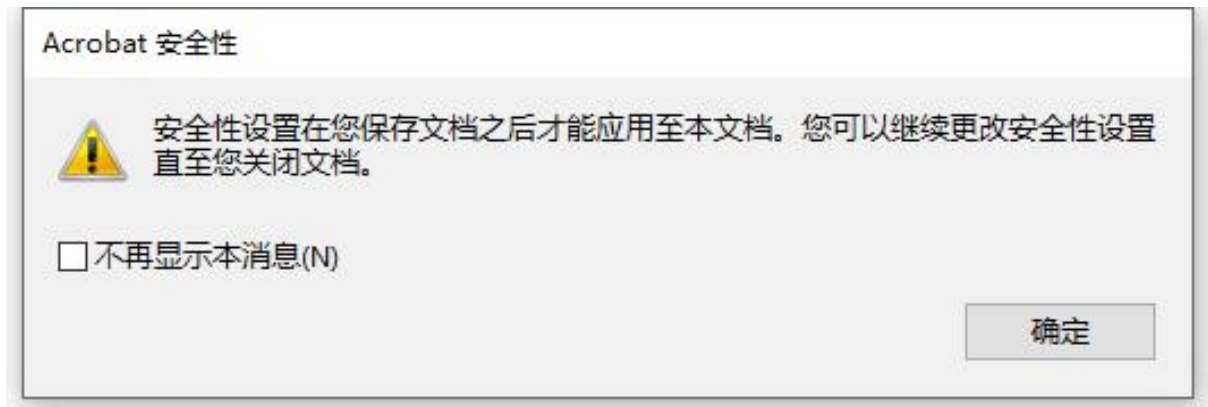 Acrobat 安全性
安全性设置在您保存文档之后才能应用至本文档。您可以继续更改安全性设置
直至您关闭文档。
不再显示本消息(N)
确定